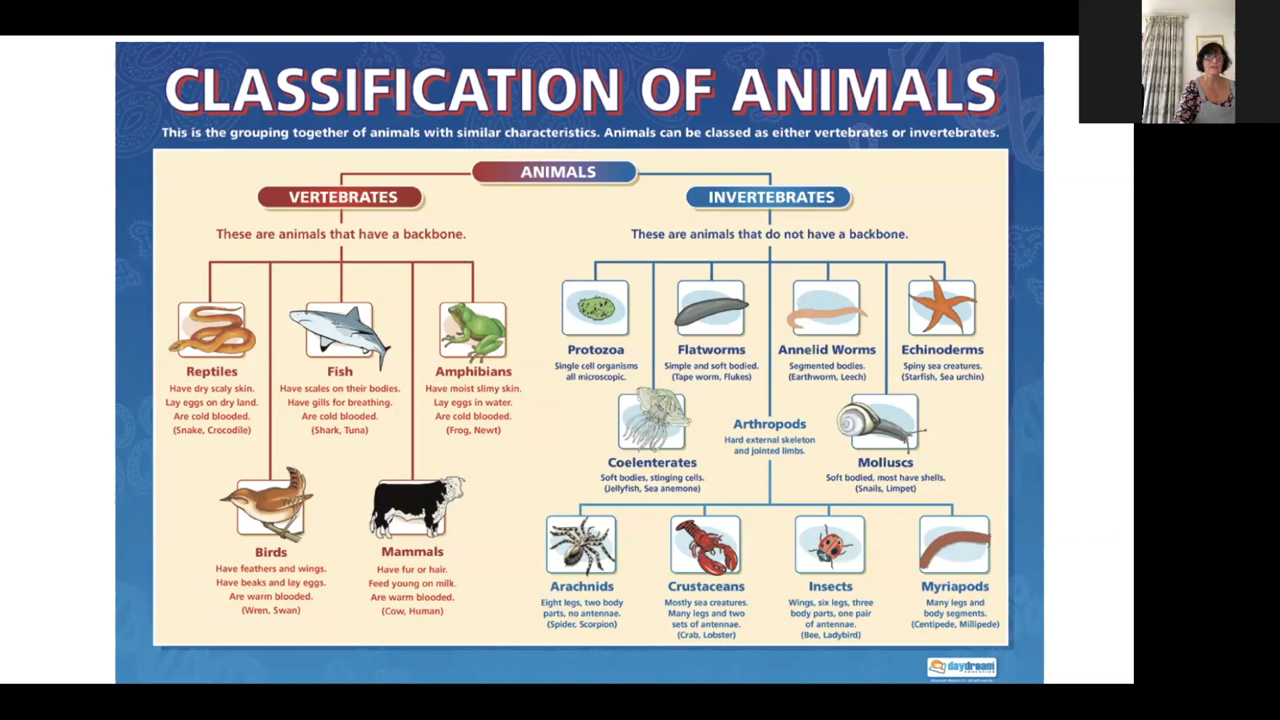 CLASSIFICATION OF ANIMALS
This is the grouping together of animals with similar characteristics. Animals can be classed as either vertebrates or invertebrates.
ANIMALS
VERTEBRATES
These are animals that have a backbone.
Reptiles
Have dry scaly skin.
Lay eggs on dry land.
Are cold blooded.
(Snake, Crocodile)
Fish
Have scales on their bodies.
Have gills for breathing.
Are cold blooded.
(Shark, Tuna)
Amphibians
Have moist slimy skin.
Lay eggs in water.
Are cold blooded.
(Frog, Newt)
Birds
Have feathers and wings.
Have beaks and lay eggs.
Are warm blooded.
(Wren, Swan)
Mammals
Have fur or hair.
Feed young on milk.
Are warm blooded.
(Cow, Human)
INVERTEBRATES
These are animals that do not have a backbone.
Protozoa
Single cell organisms
all microscopic.
Flatworms
Simple and soft bodied.
(Tape worm, Flukes)
Annelid Worms
Segmented bodies.
(Earthworm, Leech)
Echinoderms
Spiny sea creatures.
(Starfish, Sea urchin)
Coelenterates
Soft bodies, stinging cells.
(Jellyfish, Sea anemone)
Arthropods
Hard external skeleton
and jointed limbs.
Molluscs
Soft bodied, most have shells.
(Snails, Limpet)
Arachnids
Eight legs, two body
parts, no antennae.
(Spider, Scorpion)
Crustaceans
Mostly sea creatures.
Many legs and two
sets of antennae.
(Crab, Lobster)
Insects
Wings, six legs, three
body parts, one pair
of antennae.
(Bee, Ladybird)
Myriapods
Many legs and
body segments.
(Centipede, Millipede)
daydream
EDUCATION